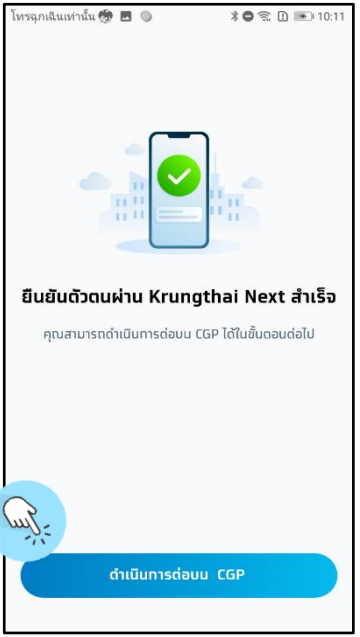 โทรฉุกเฉินเท่านั้น 10:11
ยืนยันตัวตนผ่าน Krungthai Next สำเร็จ
คุณสามารถดำเนินการต่อบน CGP ได้ในขั้นตอนต่อไป
ดำเนินการต่อบน CGP